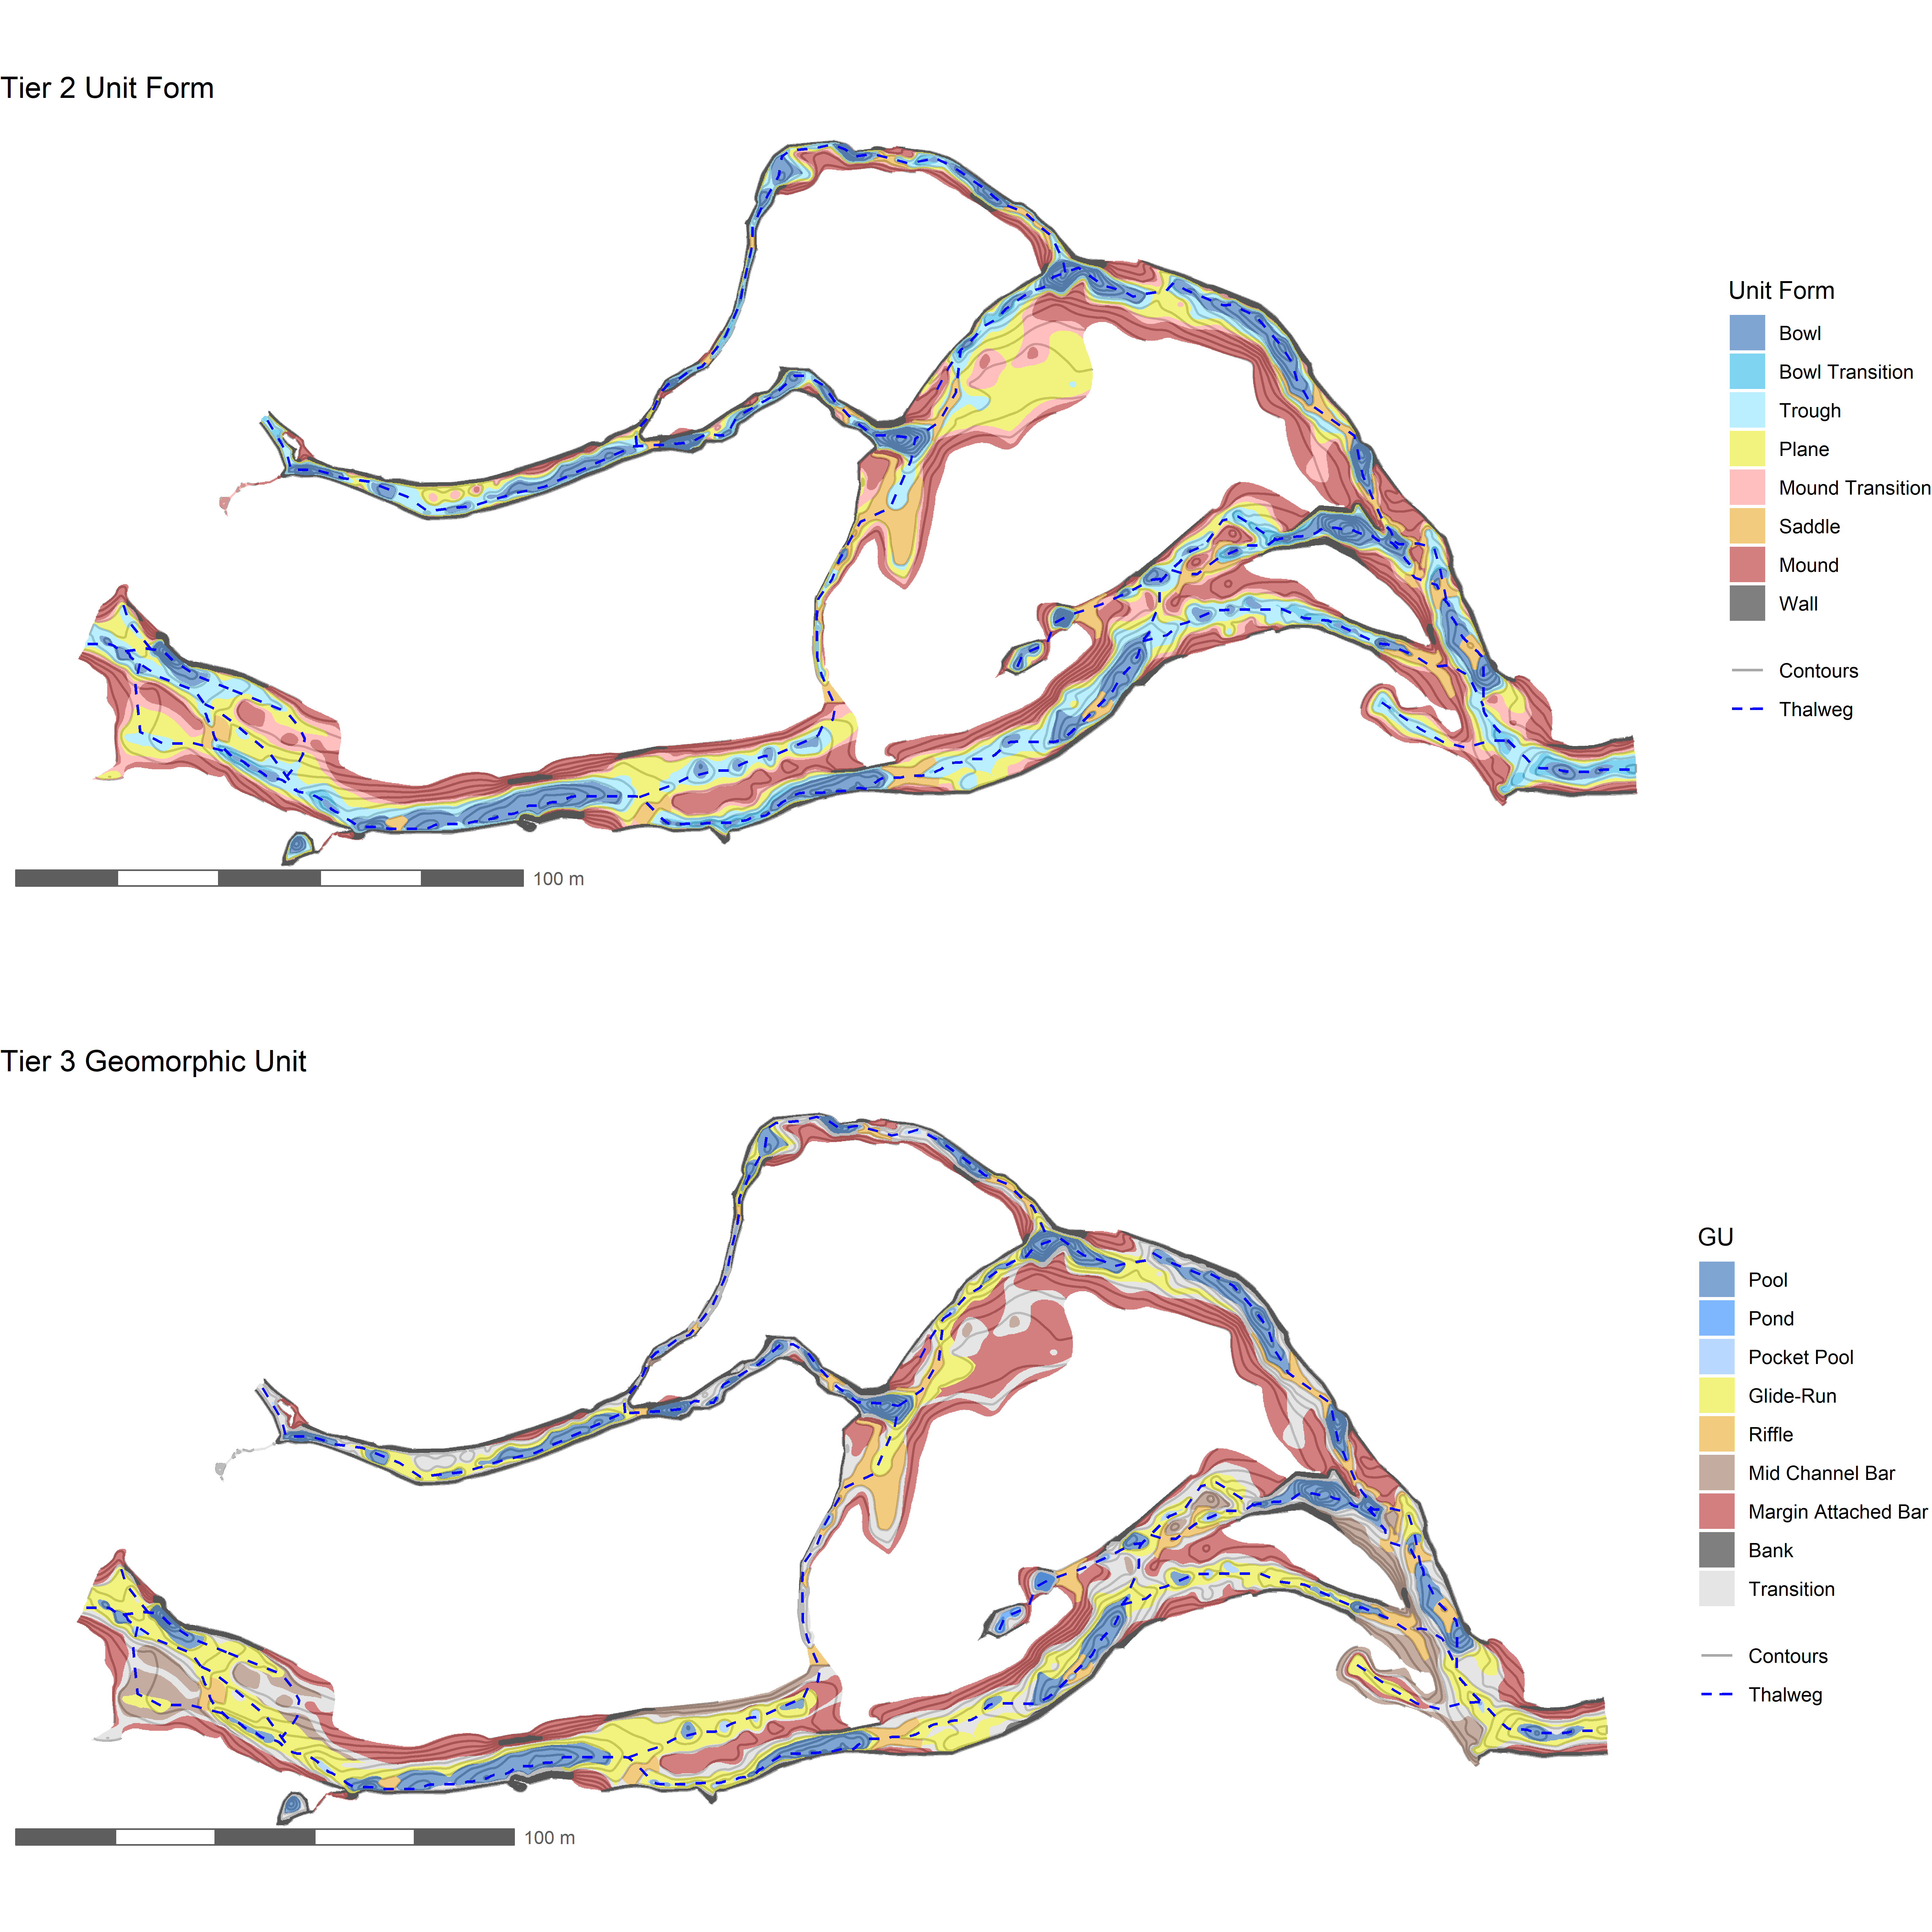 Tier 2 Unit Form
Unit Form
Bowl
Bowl Transition
Trough
Plane
Mound Transition
Saddle
Mound
Wall
Contours
Thalweg
100 m
Tier 3 Geomorphic Unit
GU
Pool
Pond
Pocket Pool
Glide-Run
Riffle
Mid Channel Bar
Margin Attached Bar
Bank
Transition
Contours
Thalweg
100 m